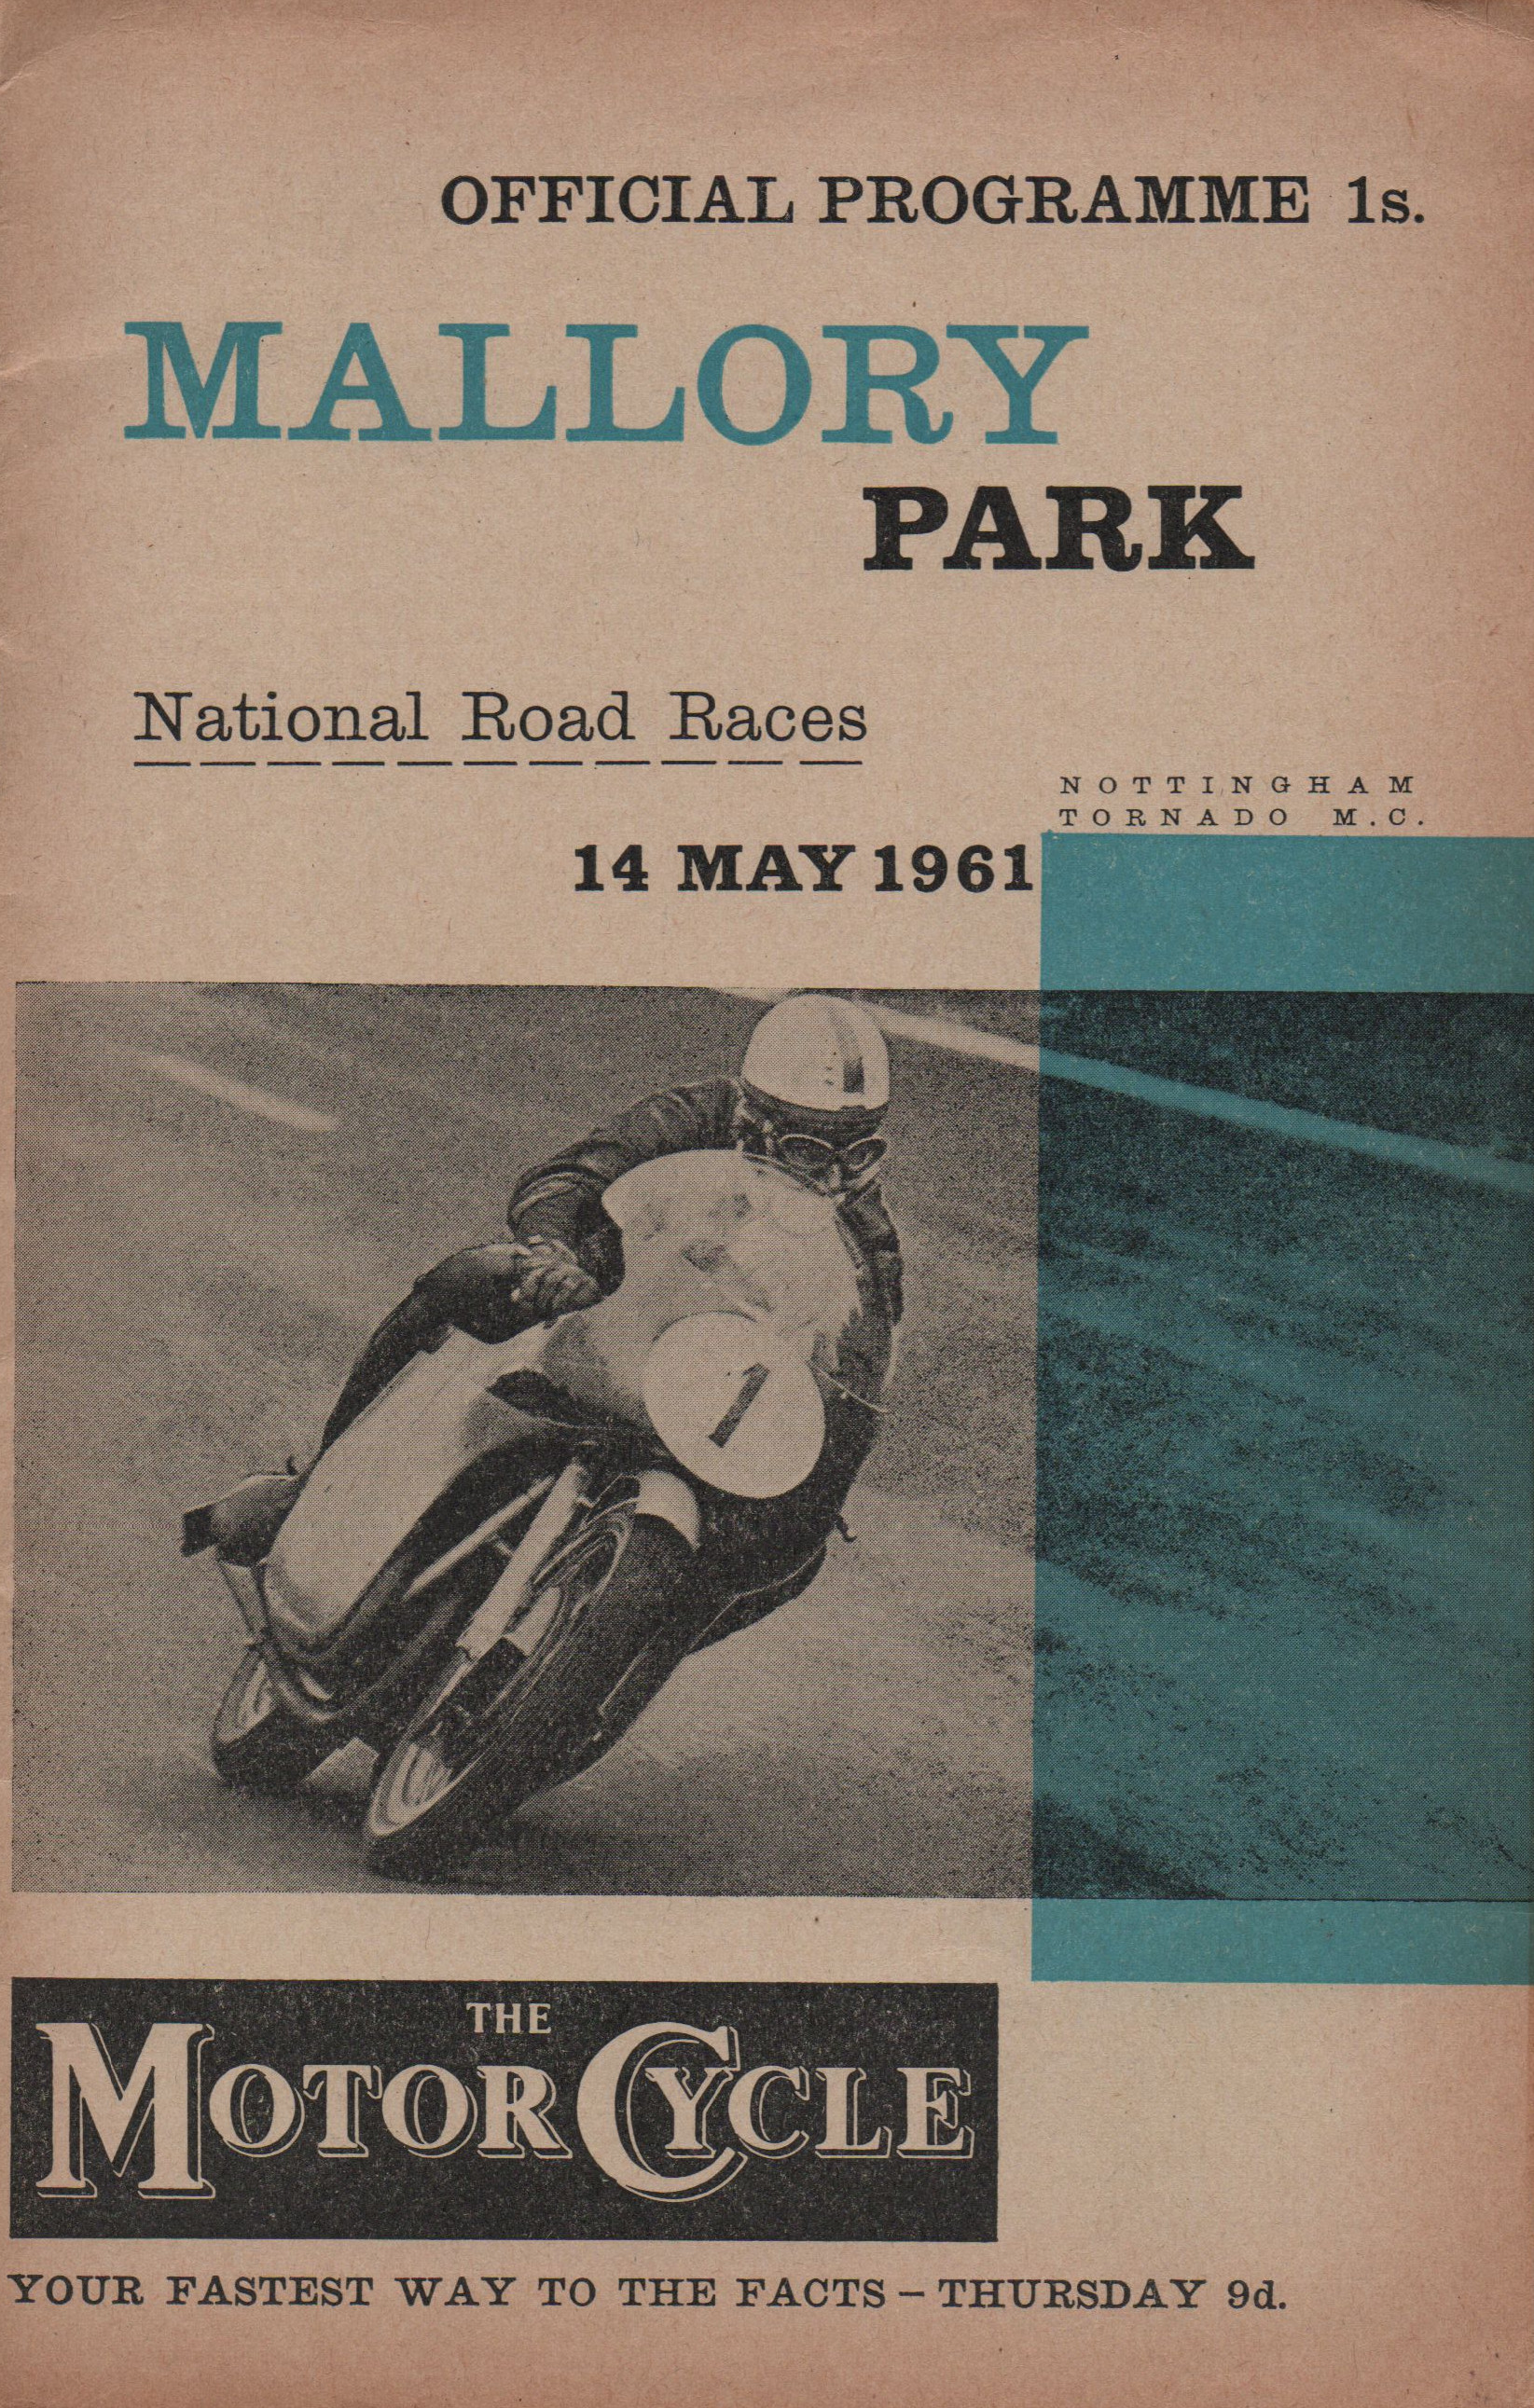 OFFICIAL PROGRAMME 1s.
MALLORY
PARK
National Road Races
NOTTINGHAM
TORNADO M.C.
14 MAY 1961
1
THE
MOTOR CYCLE
YOUR FASTEST WAY TO THE FACTS – THURSDAY 9d.